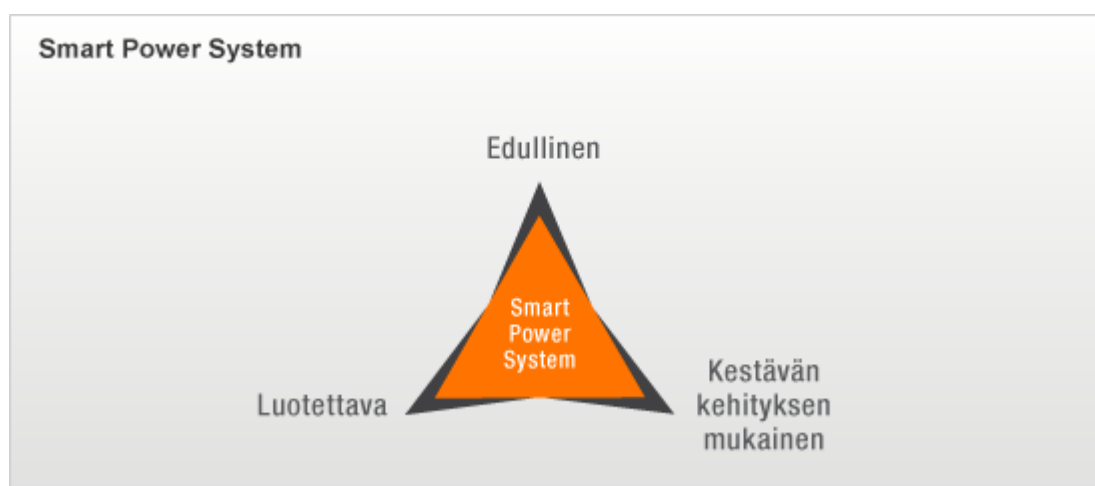 Smart Power System
Edullinen
Smart
Power
System
Luotettava
Kestävän
kehityksen
mukainen